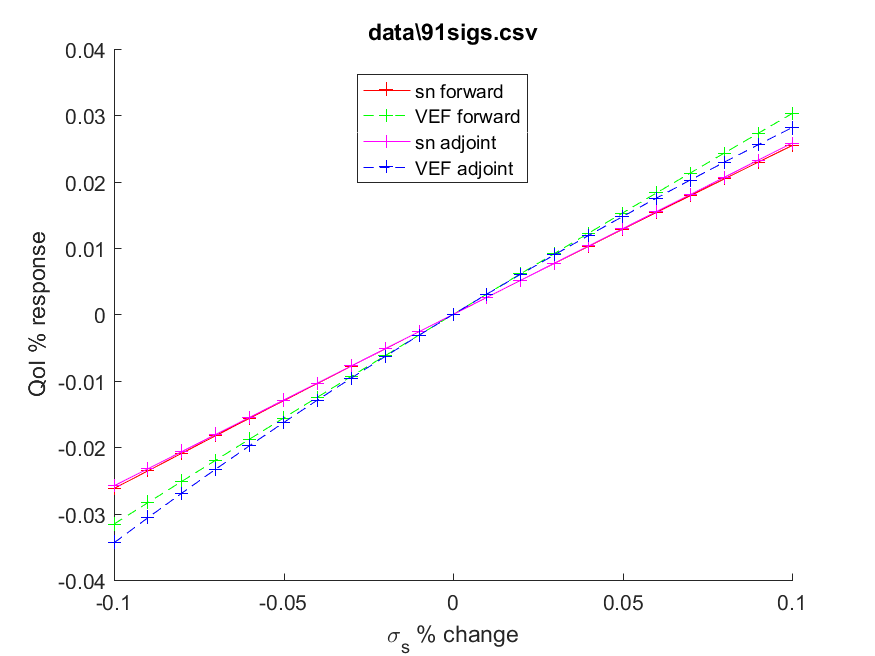 data\91sigs.csv
0.04
0.03
0.02
0.01
0
-0.01
-0.02
-0.03
-0.04
QoI % response
sn forward
VEF forward
sn adjoint
VEF adjoint
-0.1
-0.05
0
0.05
0.1
σs % change